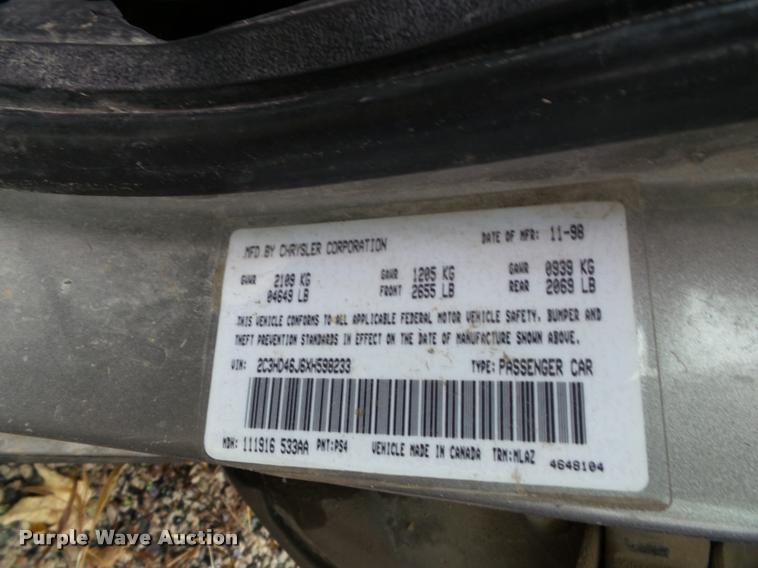 MFD BY CHRYSLER CORPORATION DATE OF MFR: 11-98
GVWR 2109 KG GAWR 1205 KG GAWR 0939 KG
04649 LB FRONT 2655 LB REAR 2069 LB
THIS VEHICLE CONFORMS TO ALL APPLICABLE FEDERAL MOTOR VEHICLE SAFETY, BUMPER AND
THEFT PREVENTION STANDARDS IN EFFECT ON THE DATE OF MANUFACTURE SHOWN ABOVE.
VIN: 2C3HD46J6XH598233 TYPE: PASSENGER CAR
MDH: 111916 533AA PNT:PS4 VEHICLE MADE IN CANADA TRM:MLAZ
4648104
Purple Wave Auction
Purple Wave Auction